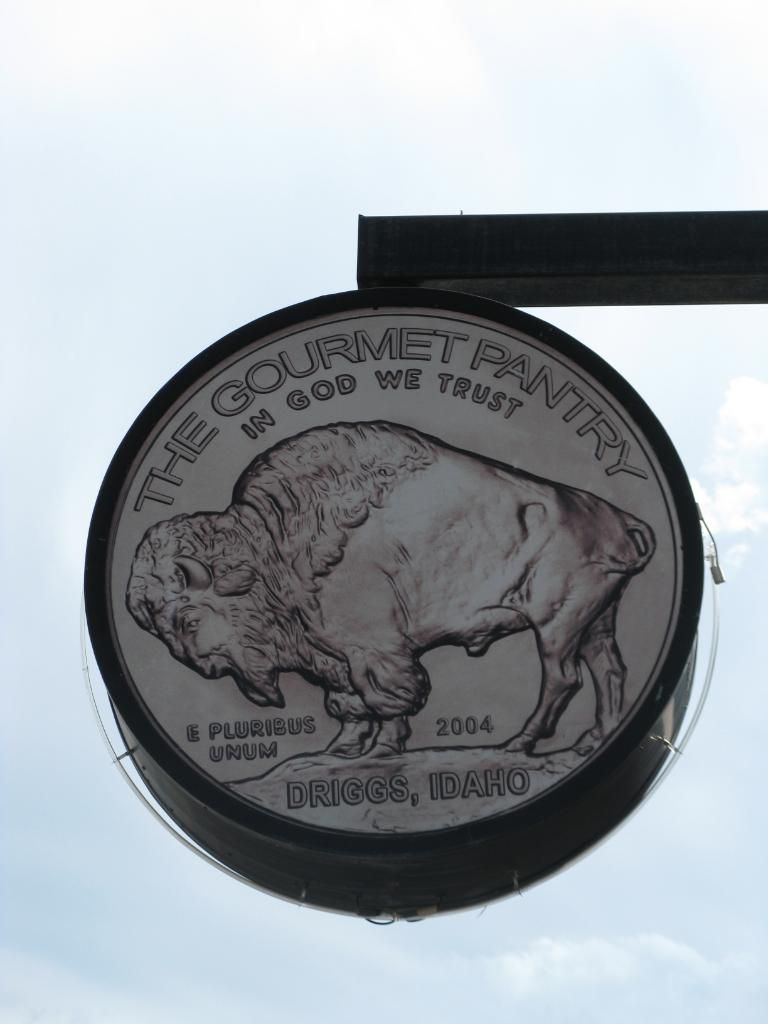 THE GOURMET PANTRY
IN GOD WE TRUST
E PLURIBUS
UNUM
2004
DRIGGS, IDAHO